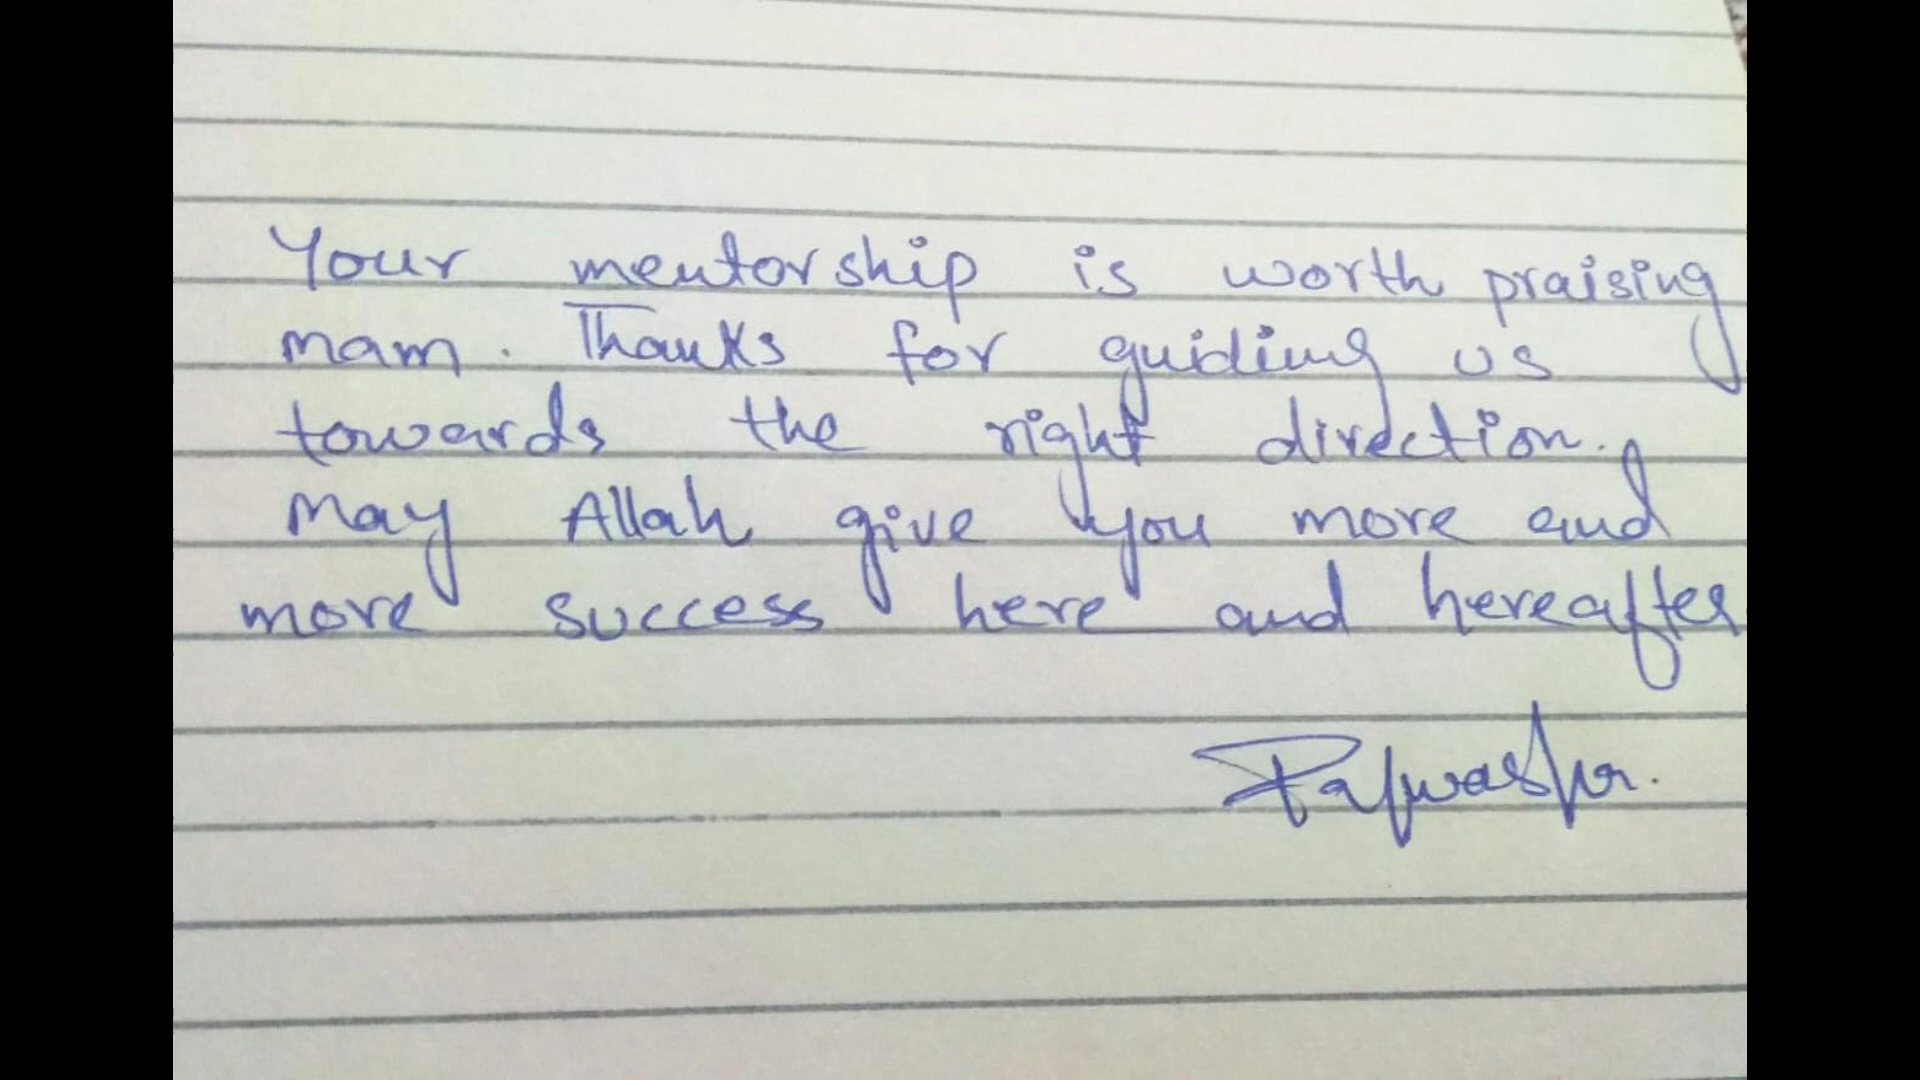 Your mentorship is worth praising
mam. Thanks for guiding us
towards the right direction.
May Allah give you more and
more success here and hereafter
Palwasha.